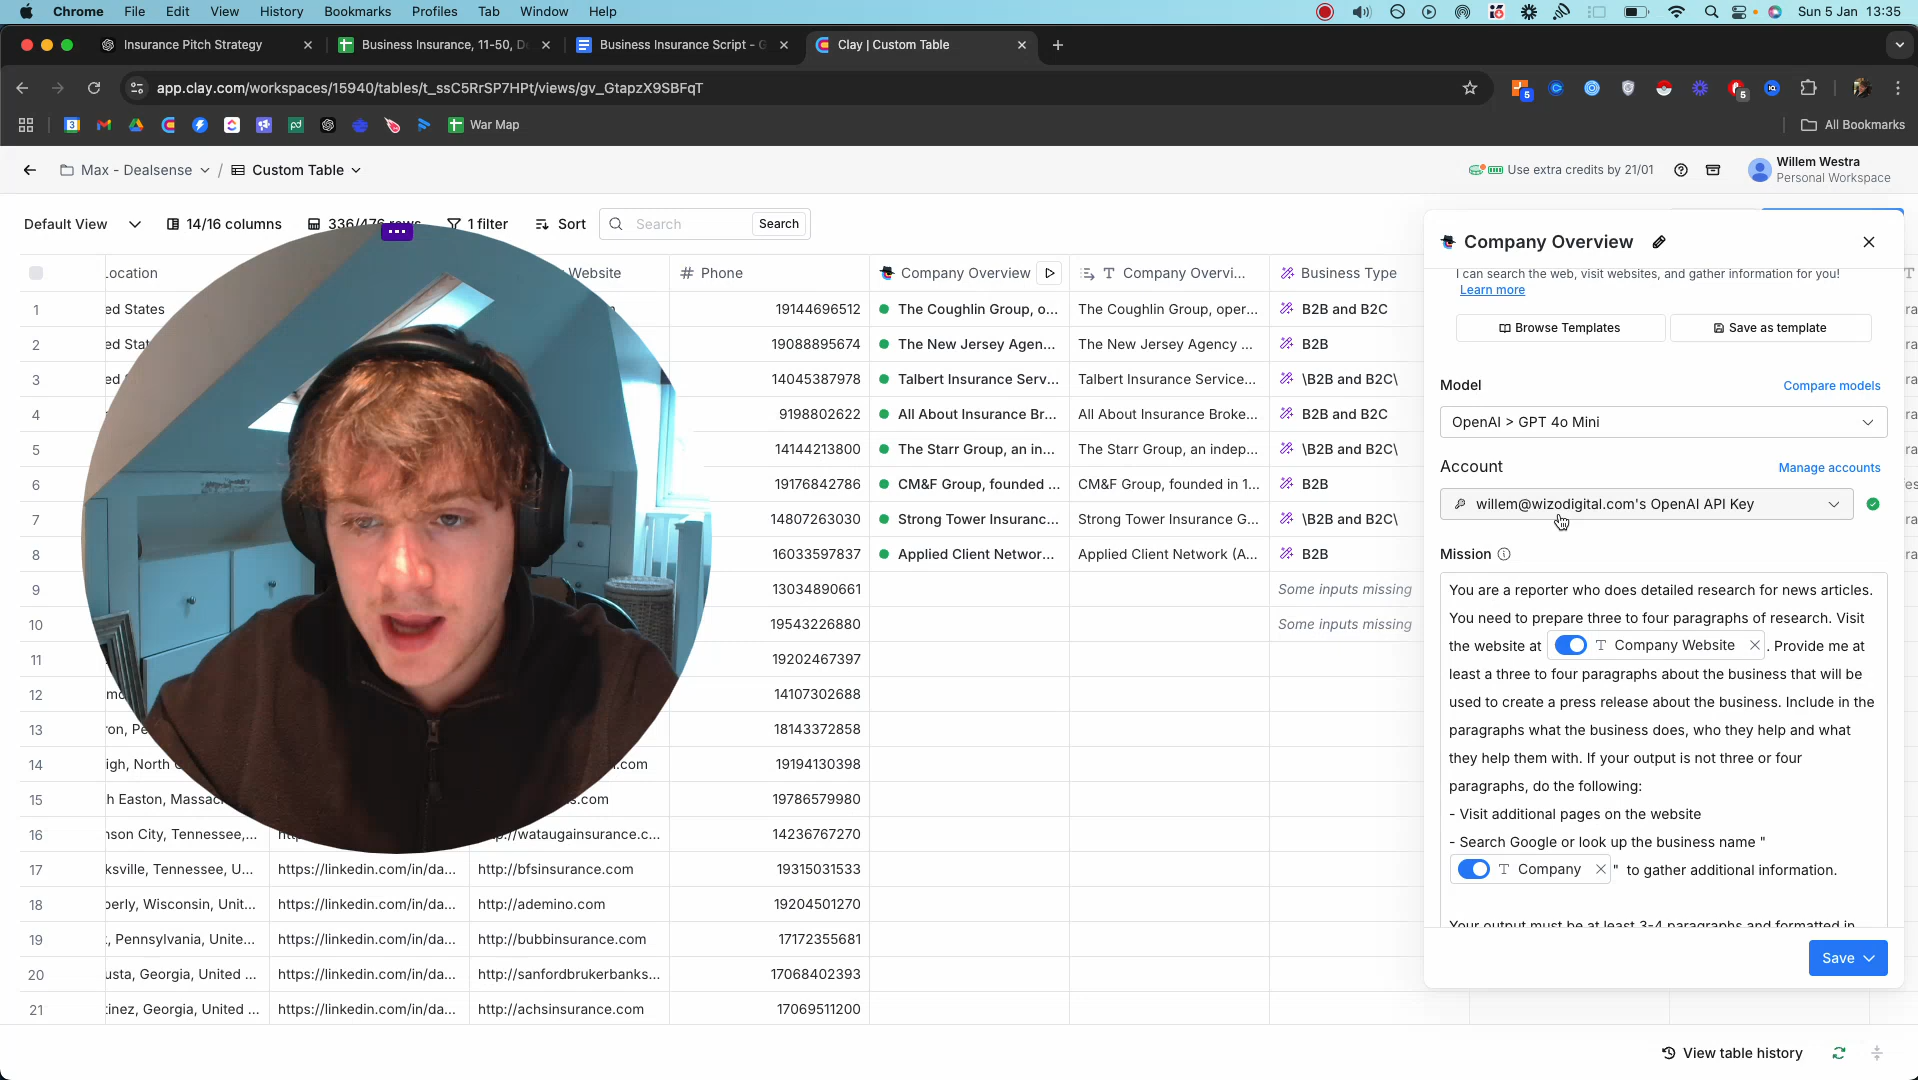 Chrome File Edit View History Bookmarks Profiles Tab Window Help
Sun 5 Jan 13:35
Insurance Pitch Strategy
Business Insurance, 11-50, D
Business Insurance Script - G
Clay | Custom Table
app.clay.com/workspaces/15940/tables/t_ssC5RrSP7HPt/views/gv_GtapzX9SBFqT
War Map
All Bookmarks
Max - Dealsense / Custom Table
Use extra credits by 21/01
Willem Westra
Personal Workspace
Default View
14/16 columns
336/476 rows
1 filter
Sort
Search
Search
Location
Website
# Phone
Company Overview
T Company Overvi...
Business Type
1 ed States 19144696512 The Coughlin Group, o... The Coughlin Group, oper... B2B and B2C
2 ed Stat 19088895674 The New Jersey Agen... The New Jersey Agency ... B2B
3 ed 14045387978 Talbert Insurance Serv... Talbert Insurance Service... \B2B and B2C\
4 9198802622 All About Insurance Br... All About Insurance Broke... B2B and B2C
5 14144213800 The Starr Group, an in... The Starr Group, an indep... \B2B and B2C\
6 19176842786 CM&F Group, founded ... CM&F Group, founded in 1... B2B
7 14807263030 Strong Tower Insuranc... Strong Tower Insurance G... \B2B and B2C\
8 16033597837 Applied Client Networ... Applied Client Network (A... B2B
9 13034890661 Some inputs missing
10 19543226880 Some inputs missing
11 19202467397
12 14107302688
13 on, Pe 18143372858
14 igh, North C .com 19194130398
15 h Easton, Massac s.com 19786579980
16 nson City, Tennessee,... http://wataugainsurance.c... 14236767270
17 ksville, Tennessee, U... https://linkedin.com/in/da... http://bfsinsurance.com 19315031533
18 berly, Wisconsin, Unit... https://linkedin.com/in/da... http://ademino.com 19204501270
19 , Pennsylvania, Unite... https://linkedin.com/in/da... http://bubbinsurance.com 17172355681
20 usta, Georgia, United ... https://linkedin.com/in/da... http://sanfordbrukerbanks... 17068402393
21 tinez, Georgia, United ... https://linkedin.com/in/da... http://achsinsurance.com 17069511200
Company Overview
I can search the web, visit websites, and gather information for you!
Learn more
Browse Templates
Save as template
Model
Compare models
OpenAI > GPT 4o Mini
Account
Manage accounts
willem@wizodigital.com's OpenAI API Key
Mission
You are a reporter who does detailed research for news articles.
You need to prepare three to four paragraphs of research. Visit
the website at T Company Website . Provide me at
least a three to four paragraphs about the business that will be
used to create a press release about the business. Include in the
paragraphs what the business does, who they help and what
they help them with. If your output is not three or four
paragraphs, do the following:
- Visit additional pages on the website
- Search Google or look up the business name "
T Company " to gather additional information.
Your output must be at least 3-4 paragraphs and formatted in
Save
View table history